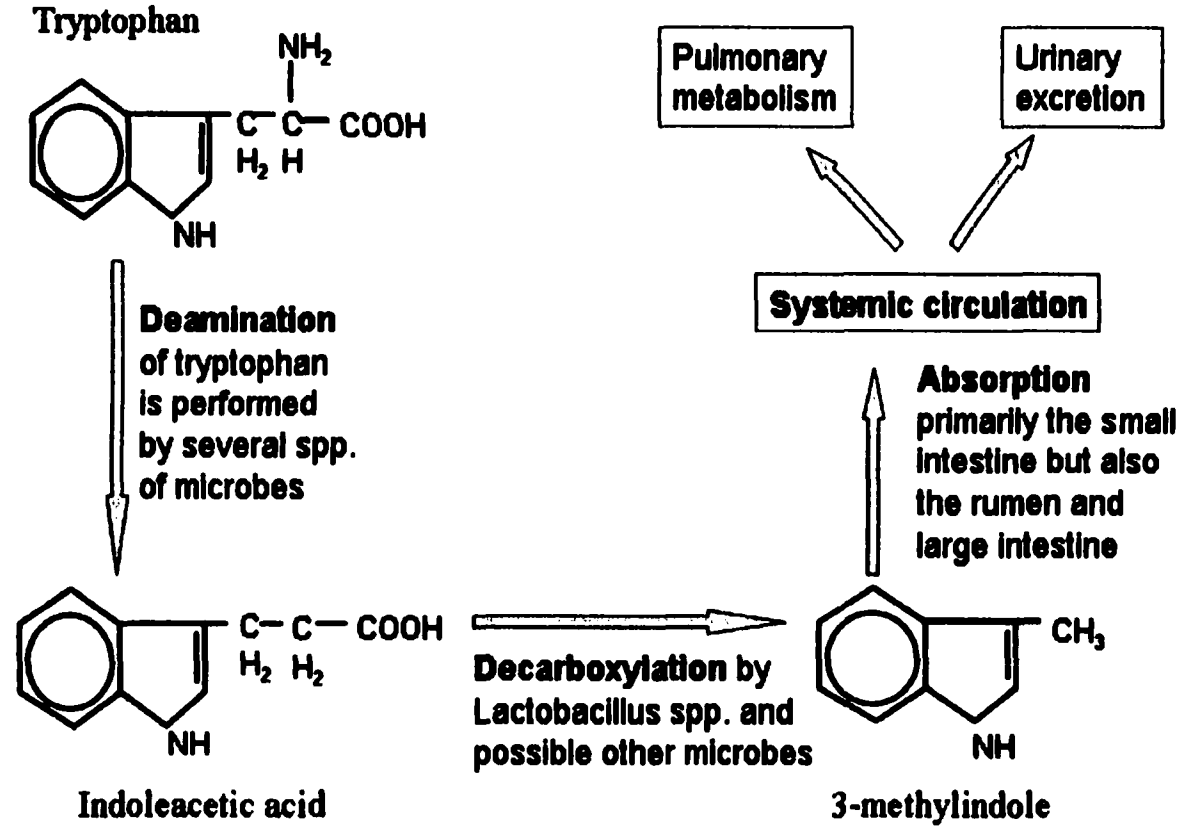 Tryptophan
NH₂
C C COOH
H₂ H
NH
Deamination
of tryptophan
is performed
by several spp.
of microbes
C C COOH
H₂ H₂
NH
Indoleacetic acid
Decarboxylation by
Lactobacillus spp. and
possible other microbes
CH₃
NH
3-methylindole
Absorption
primarily the small
intestine but also
the rumen and
large intestine
Systemic circulation
Pulmonary
metabolism
Urinary
excretion